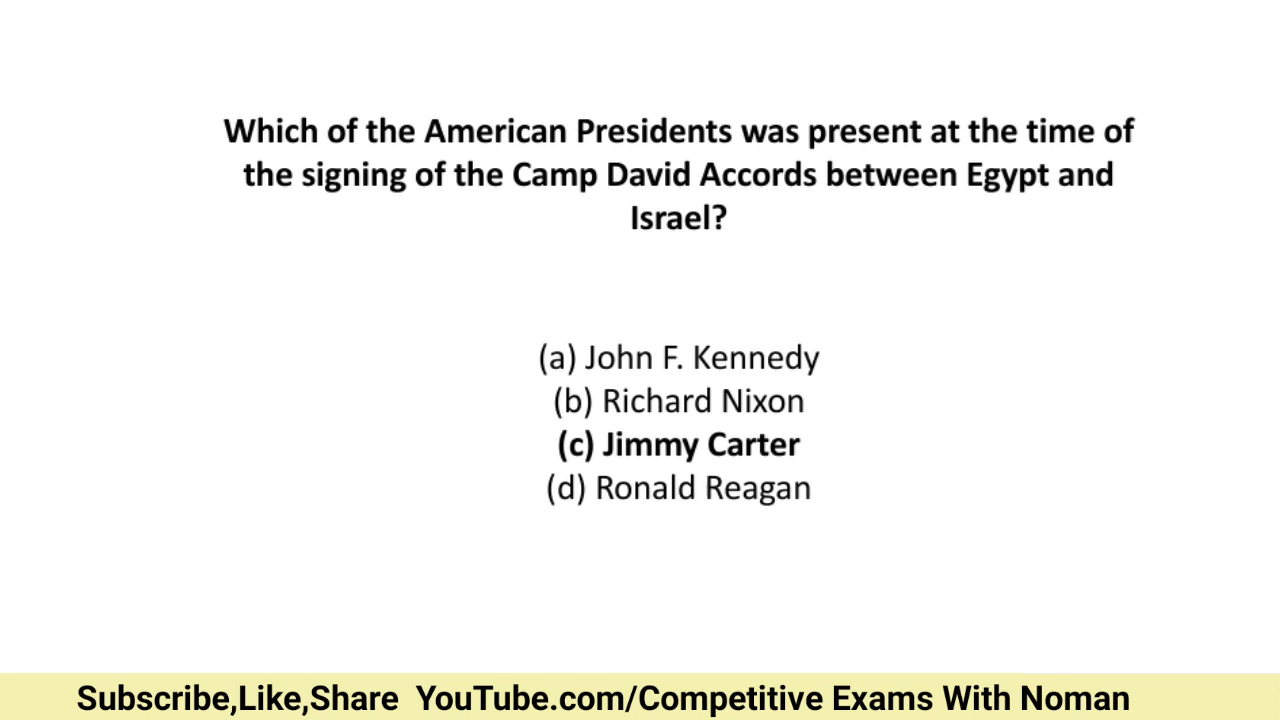 Which of the American Presidents was present at the time of
the signing of the Camp David Accords between Egypt and
Israel?
(a) John F. Kennedy
(b) Richard Nixon
(c) Jimmy Carter
(d) Ronald Reagan
Subscribe,Like,Share  YouTube.com/Competitive Exams With Noman